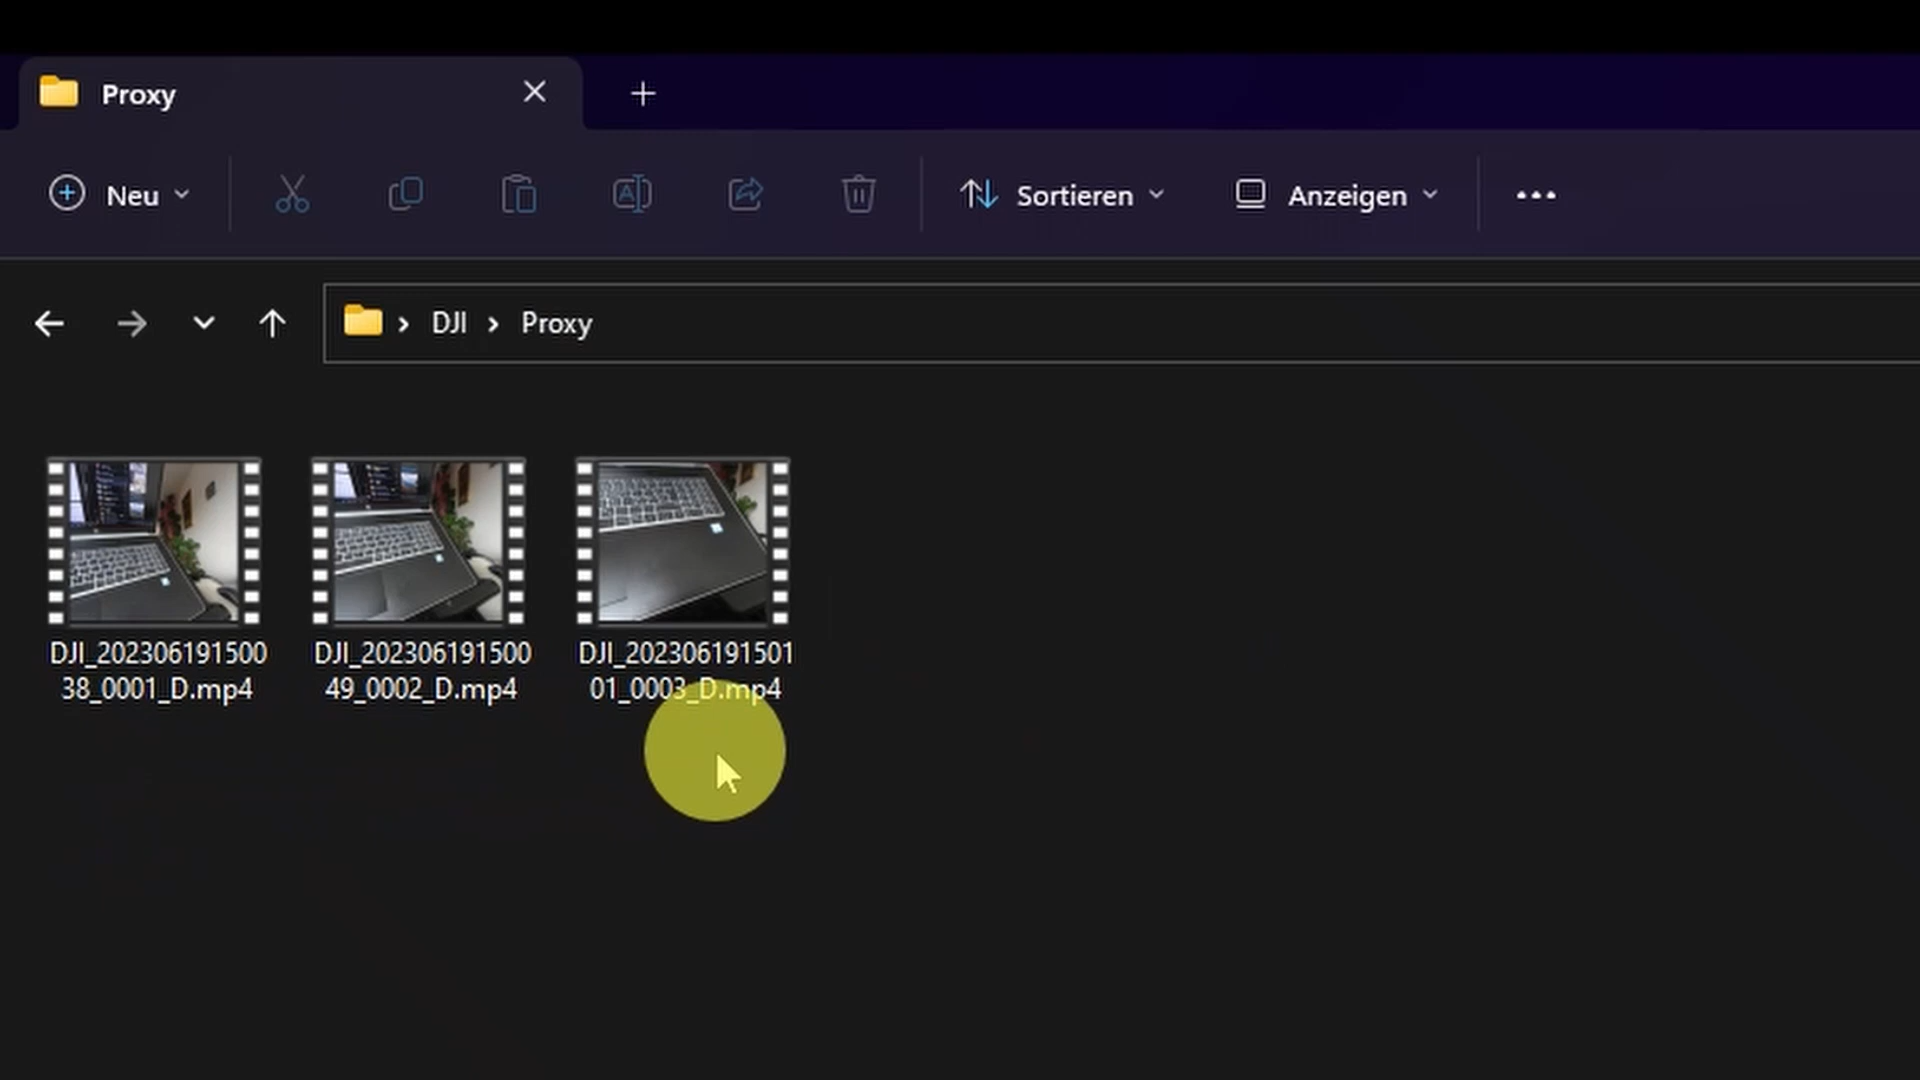 Proxy
Neu
Sortieren
Anzeigen
DJI
Proxy
DJI_202306191500
38_0001_D.mp4
DJI_202306191500
49_0002_D.mp4
DJI_202306191501
01_0003_D.mp4